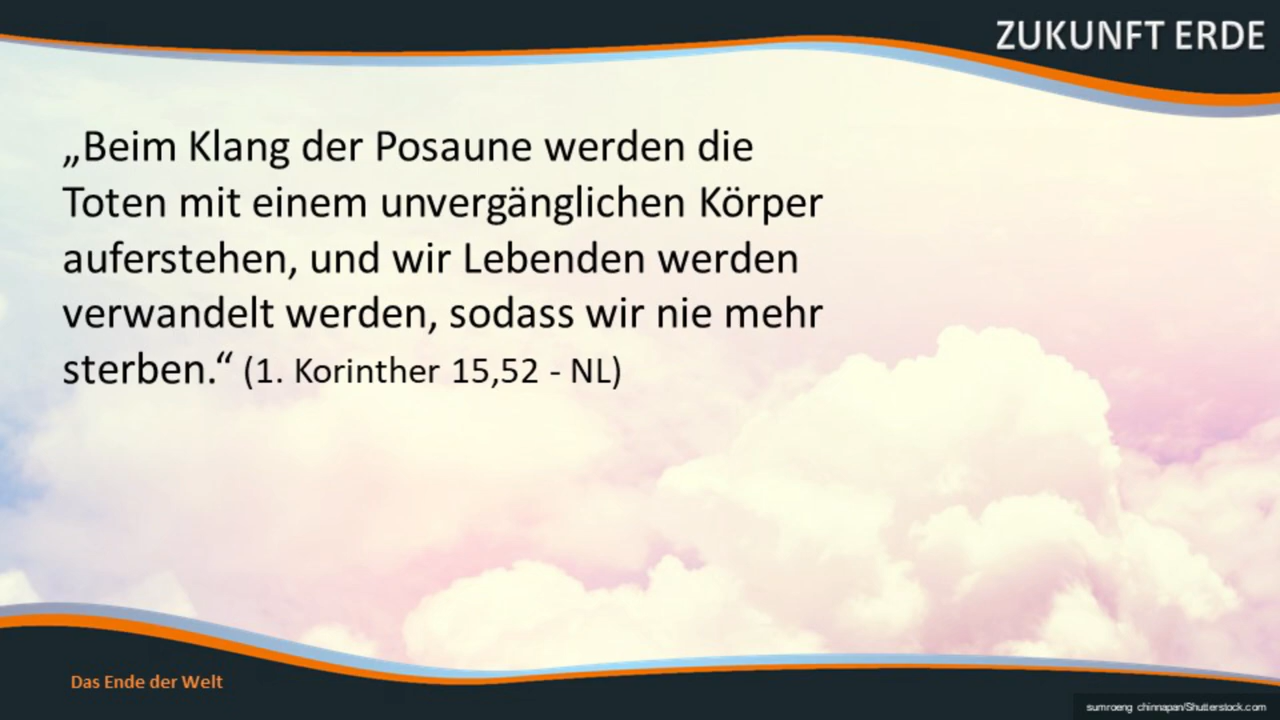 ZUKUNFT ERDE
„Beim Klang der Posaune werden die
Toten mit einem unvergänglichen Körper
auferstehen, und wir Lebenden werden
verwandelt werden, sodass wir nie mehr
sterben.“ (1. Korinther 15,52 - NL)
Das Ende der Welt
sumroeng chinnapan/Shutterstock.com